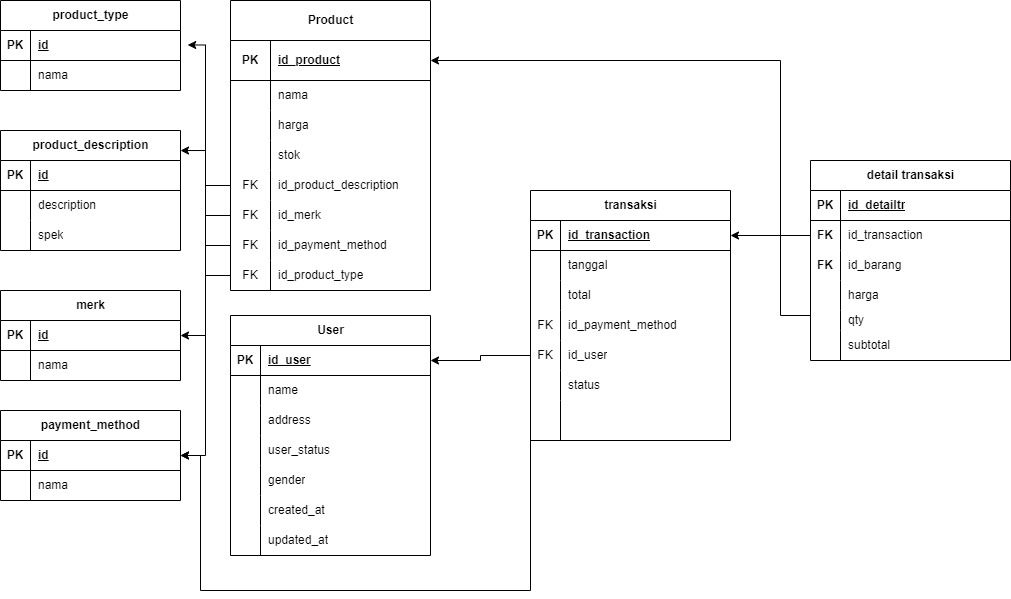 product_type
PK id
nama
product_description
PK id
description
spek
merk
PK id
nama
payment_method
PK id
nama
Product
PK id_product
nama
harga
stok
FK id_product_description
FK id_merk
FK id_payment_method
FK id_product_type
User
PK id_user
name
address
user_status
gender
created_at
updated_at
transaksi
PK id_transaction
tanggal
total
FK id_payment_method
FK id_user
status
detail transaksi
PK id_detailtr
FK id_transaction
FK id_barang
harga
qty
subtotal